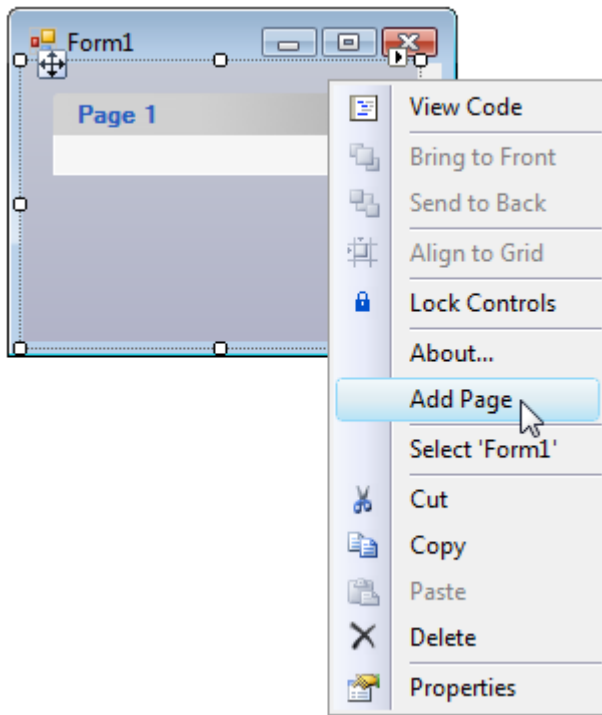 Form1
Page 1
View Code
Bring to Front
Send to Back
Align to Grid
Lock Controls
About...
Add Page
Select 'Form1'
Cut
Copy
Paste
Delete
Properties